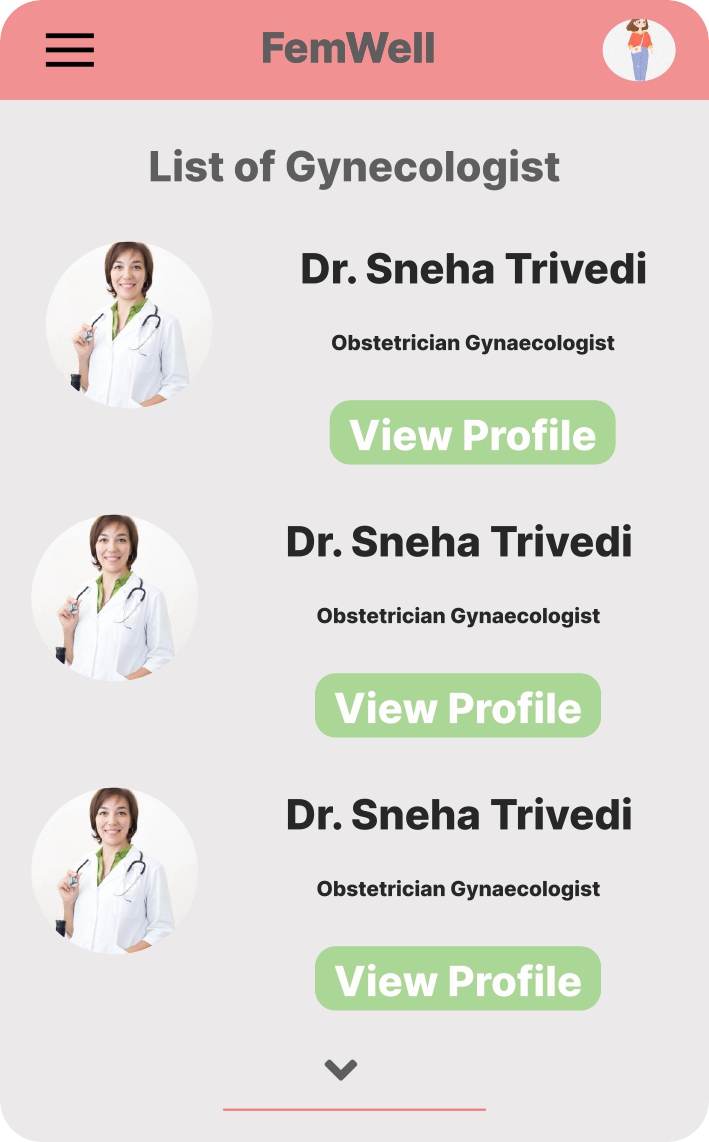 FemWell
List of Gynecologist
Dr. Sneha Trivedi
Obstetrician Gynaecologist
View Profile
Dr. Sneha Trivedi
Obstetrician Gynaecologist
View Profile
Dr. Sneha Trivedi
Obstetrician Gynaecologist
View Profile